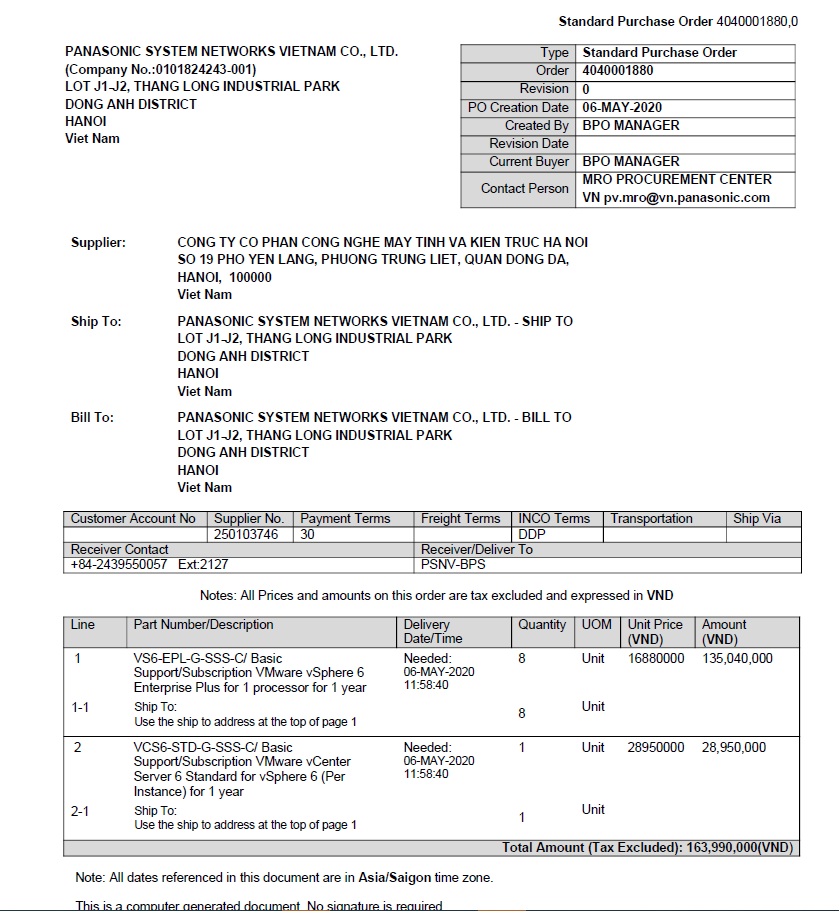 Standard Purchase Order 4040001880,0
PANASONIC SYSTEM NETWORKS VIETNAM CO., LTD.
(Company No.:0101824243-001)
LOT J1-J2, THANG LONG INDUSTRIAL PARK
DONG ANH DISTRICT
HANOI
Viet Nam
Type Standard Purchase Order
Order 4040001880
Revision 0
PO Creation Date 06-MAY-2020
Created By BPO MANAGER
Revision Date
Current Buyer BPO MANAGER
Contact Person MRO PROCUREMENT CENTER
VN pv.mro@vn.panasonic.com
Supplier: CONG TY CO PHAN CONG NGHE MAY TINH VA KIEN TRUC HA NOI
SO 19 PHO YEN LANG, PHUONG TRUNG LIET, QUAN DONG DA,
HANOI, 100000
Viet Nam
Ship To: PANASONIC SYSTEM NETWORKS VIETNAM CO., LTD. - SHIP TO
LOT J1-J2, THANG LONG INDUSTRIAL PARK
DONG ANH DISTRICT
HANOI
Viet Nam
Bill To: PANASONIC SYSTEM NETWORKS VIETNAM CO., LTD. - BILL TO
LOT J1-J2, THANG LONG INDUSTRIAL PARK
DONG ANH DISTRICT
HANOI
Viet Nam
Customer Account No Supplier No. Payment Terms Freight Terms INCO Terms Transportation Ship Via
250103746 30 DDP
Receiver Contact Receiver/Deliver To
+84-2439550057 Ext:2127 PSNV-BPS
Notes: All Prices and amounts on this order are tax excluded and expressed in VND
Line Part Number/Description Delivery Quantity UOM Unit Price Amount
Date/Time (VND) (VND)
1 VS6-EPL-G-SSS-C/ Basic Needed: 8 Unit 16880000 135,040,000
Support/Subscription VMware vSphere 6 06-MAY-2020
Enterprise Plus for 1 processor for 1 year 11:58:40
1-1 Ship To: 8 Unit
Use the ship to address at the top of page 1
2 VCS6-STD-G-SSS-C/ Basic Needed: 1 Unit 28950000 28,950,000
Support/Subscription VMware vCenter 06-MAY-2020
Server 6 Standard for vSphere 6 (Per 11:58:40
Instance) for 1 year
2-1 Ship To: 1 Unit
Use the ship to address at the top of page 1
Total Amount (Tax Excluded): 163,990,000(VND)
Note: All dates referenced in this document are in Asia/Saigon time zone.
This is a computer generated document. No signature is required